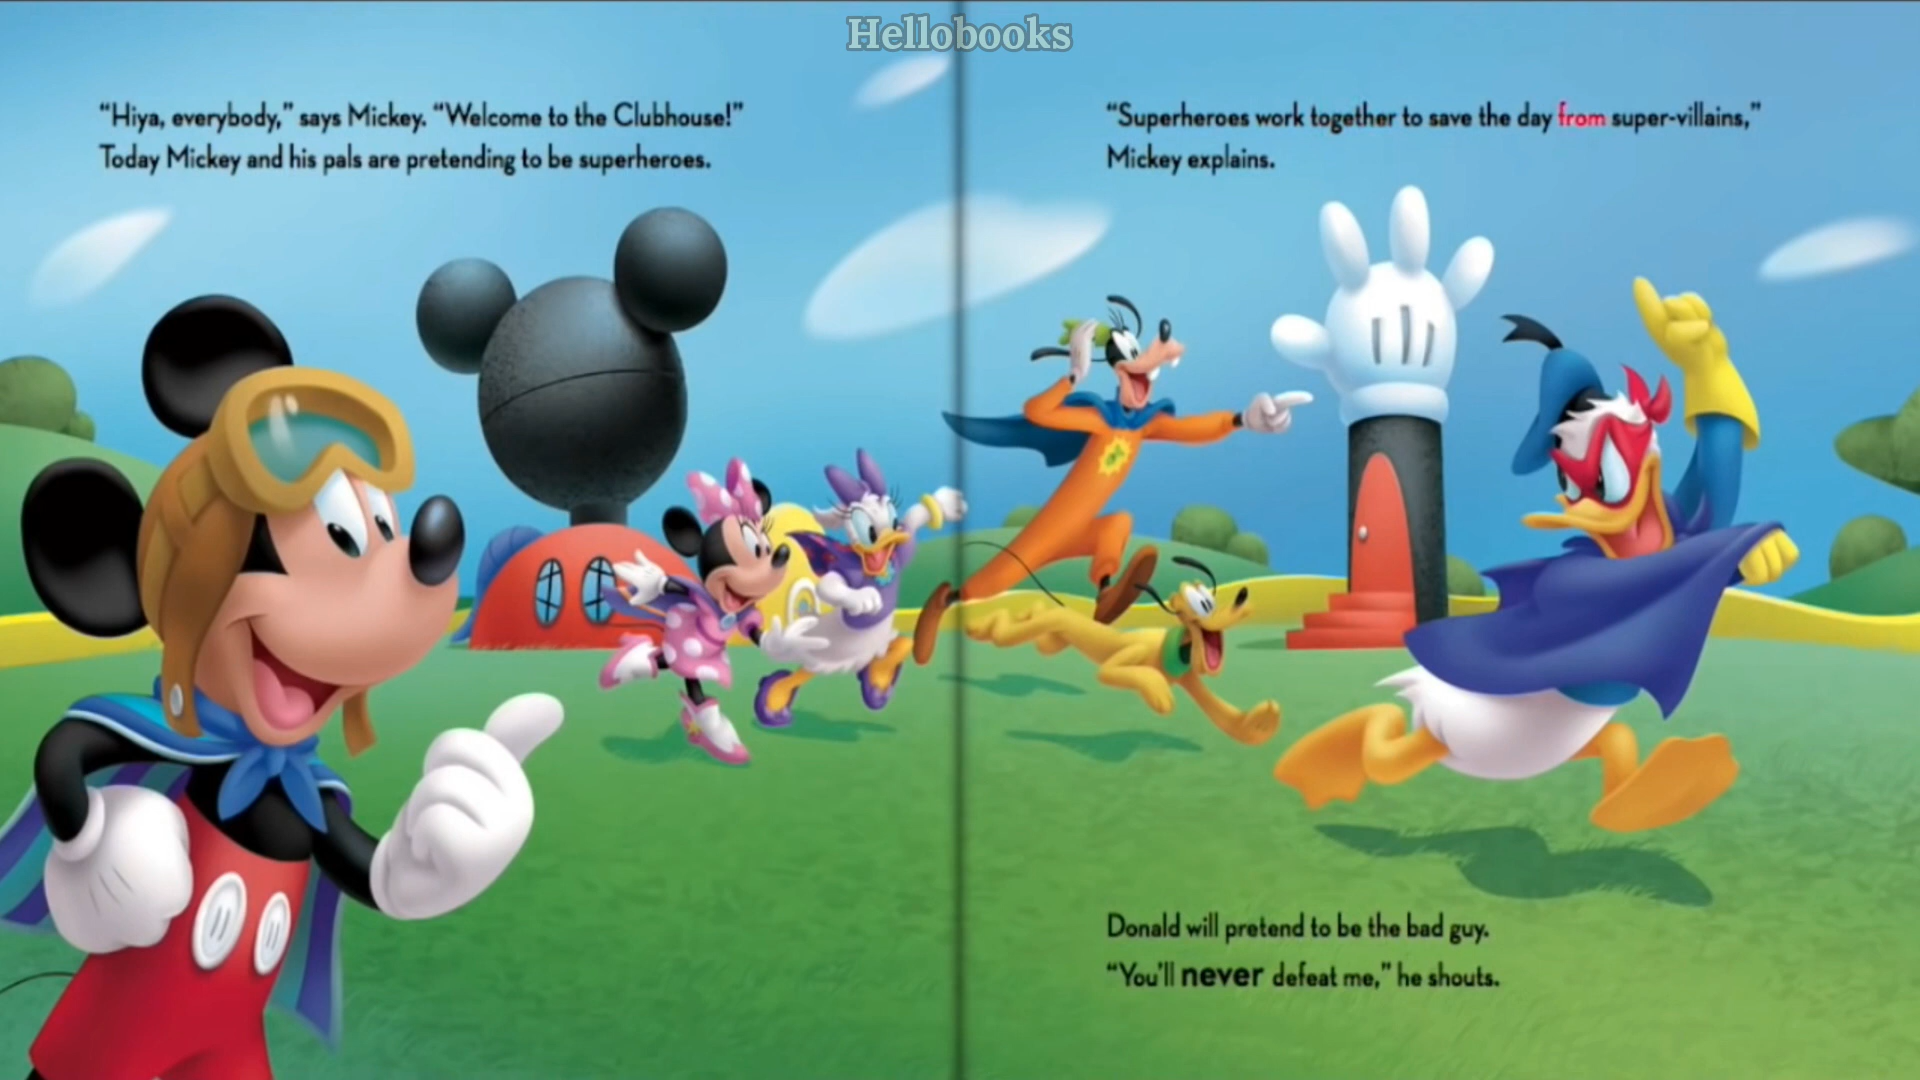 Hellobooks
“Hiya, everybody,” says Mickey. “Welcome to the Clubhouse!”
Today Mickey and his pals are pretending to be superheroes.
“Superheroes work together to save the day from super-villains,”
Mickey explains.
Donald will pretend to be the bad guy.
“You’ll never defeat me,” he shouts.